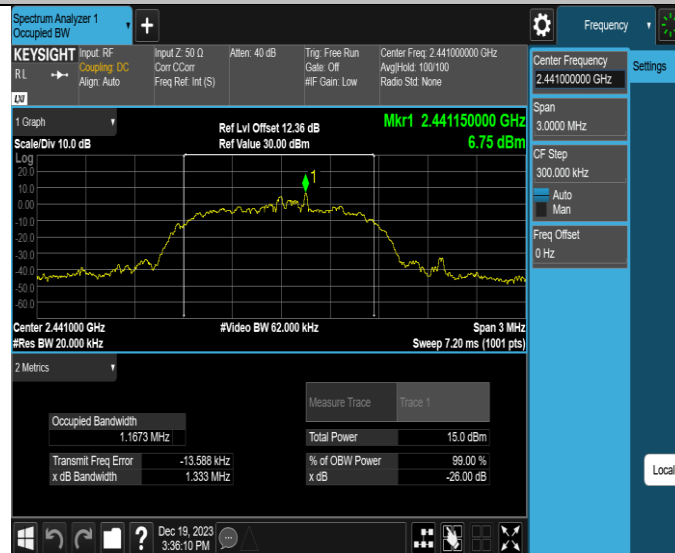 Spectrum Analyzer 1
Occupied BW
Frequency
KEYSIGHT
RL
LXI
Input: RF
Coupling: DC
Align: Auto
Input Z: 50 Ω
Corr CCorr
Freq Ref: Int (S)
Atten: 40 dB
Trig: Free Run
Gate: Off
#IF Gain: Low
Center Freq: 2.441000000 GHz
Avg|Hold: 100/100
Radio Std: None
Center Frequency
2.441000000 GHz
Settings
Span
3.0000 MHz
CF Step
300.000 kHz
Auto
Man
Freq Offset
0 Hz
Local
1 Graph
Scale/Div 10.0 dB
Ref Lvl Offset 12.36 dB
Ref Value 30.00 dBm
Mkr1 2.441150000 GHz
6.75 dBm
Log
20.0
10.0
0.00
-10.0
-20.0
-30.0
-40.0
-50.0
-60.0
1
Center 2.441000 GHz
#Res BW 20.000 kHz
#Video BW 62.000 kHz
Span 3 MHz
Sweep 7.20 ms (1001 pts)
2 Metrics
Measure Trace
Trace 1
Occupied Bandwidth
1.1673 MHz
Total Power
15.0 dBm
Transmit Freq Error
-13.588 kHz
% of OBW Power
99.00 %
x dB Bandwidth
1.333 MHz
x dB
-26.00 dB
?
Dec 19, 2023
3:36:10 PM